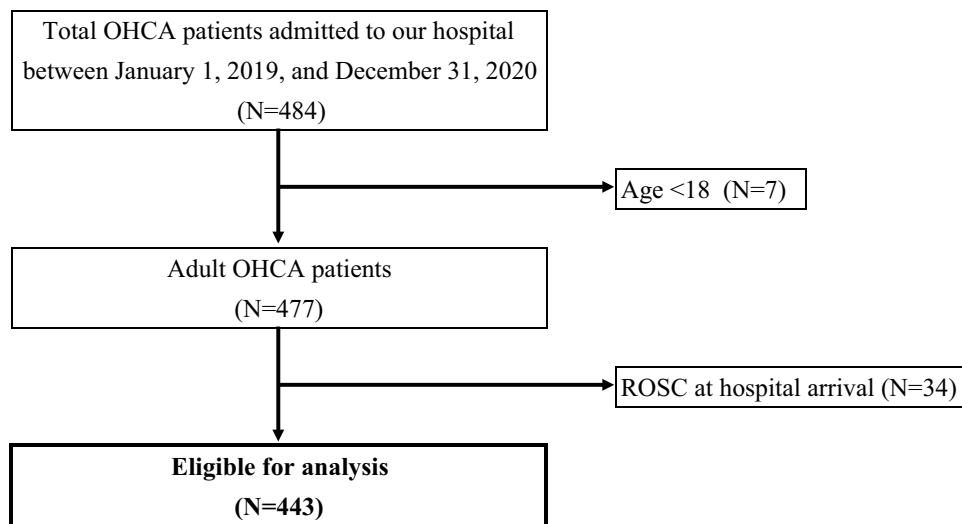 Total OHCA patients admitted to our hospital
between January 1, 2019, and December 31, 2020
(N=484)
Age <18 (N=7)
Adult OHCA patients
(N=477)
ROSC at hospital arrival (N=34)
Eligible for analysis
(N=443)